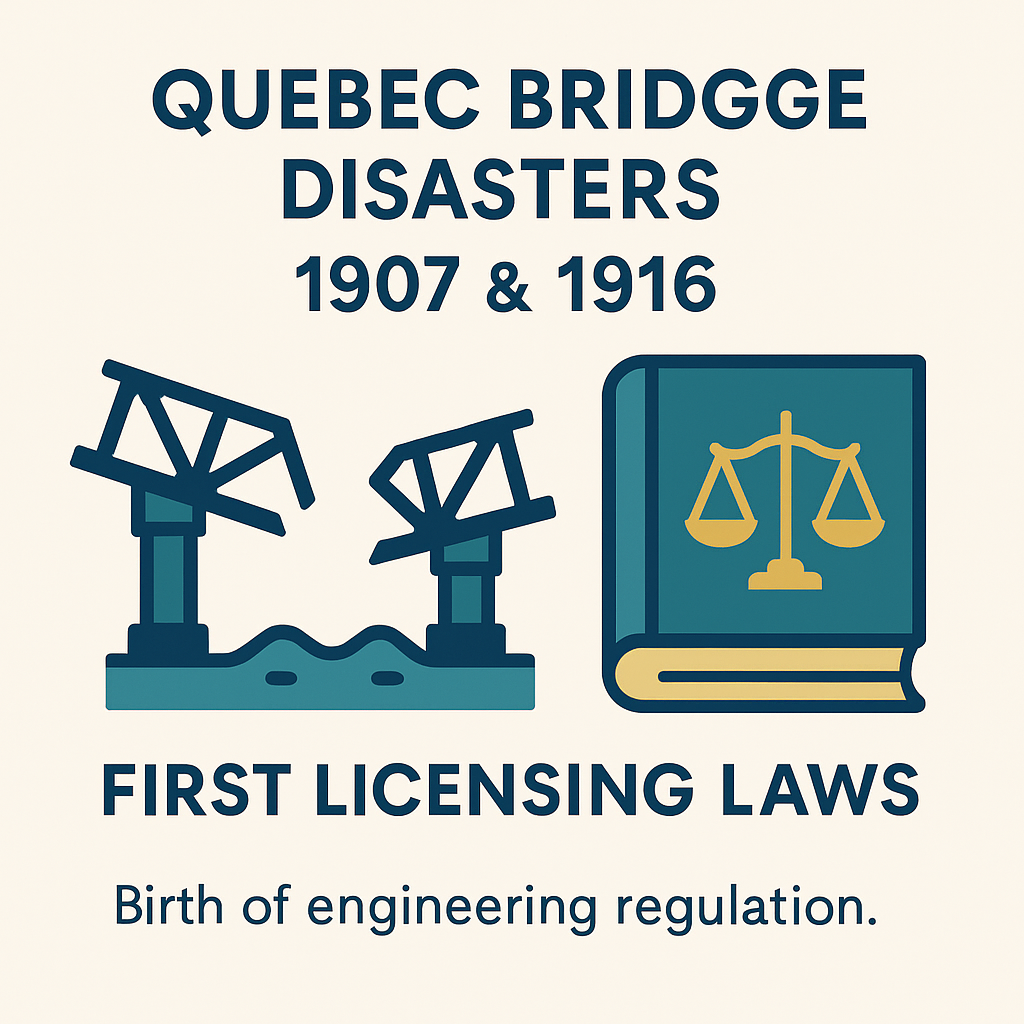 QUEBEC BRIDGGE
DISASTERS
1907 & 1916
FIRST LICENSING LAWS
Birth of engineering regulation.